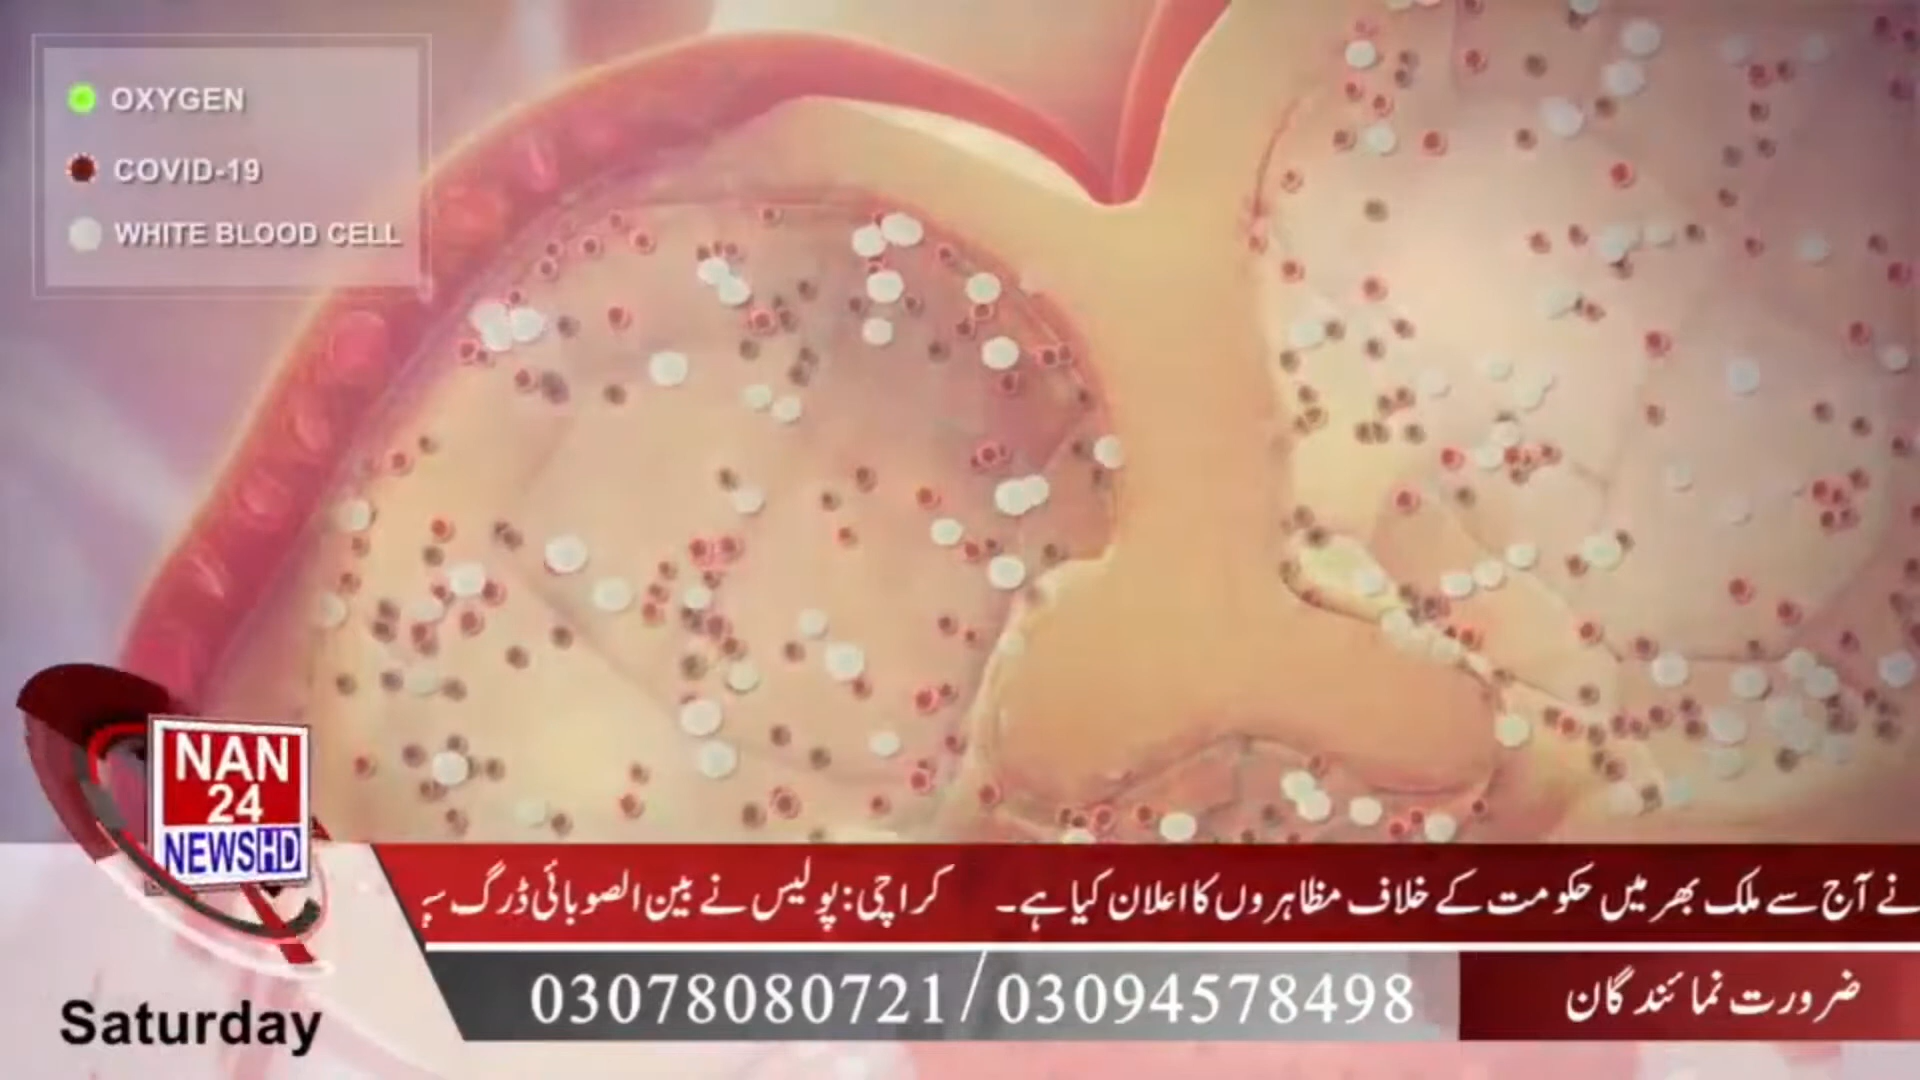 OXYGEN
COVID-19
WHITE BLOOD CELL
NAN
24
NEWSHD
نے آج سے ملک بھر میں حکومت کے خلاف مظاہروں کا اعلان کیا ہے۔ کراچی: پولیس نے بین الصوبائی ڈرگ
03078080721/03094578498
ضرورت نمائندگان
Saturday